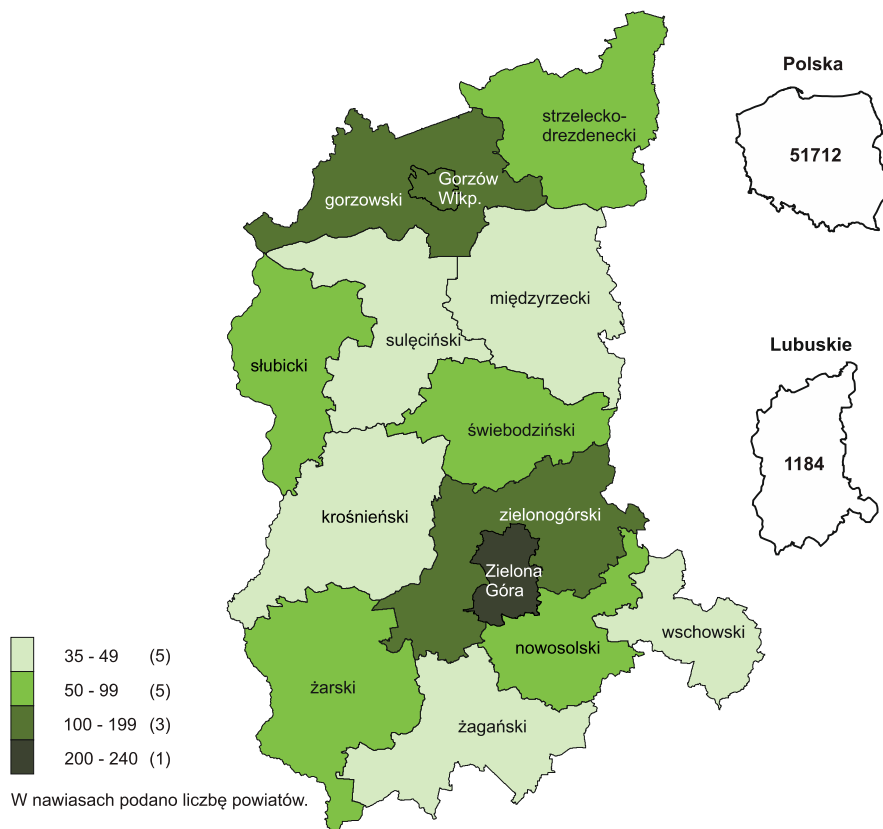 Polska
51712
strzelecko-
drezdenecki
Gorzów
Wlkp.
gorzowski
międzyrzecki
sulęciński
słubicki
Lubuskie
1184
świebodziński
krośnieński
zielonogórski
Zielona
Góra
wschowski
nowosolski
żarski
żagański
35 - 49 (5)
50 - 99 (5)
100 - 199 (3)
200 - 240 (1)
W nawiasach podano liczbę powiatów.